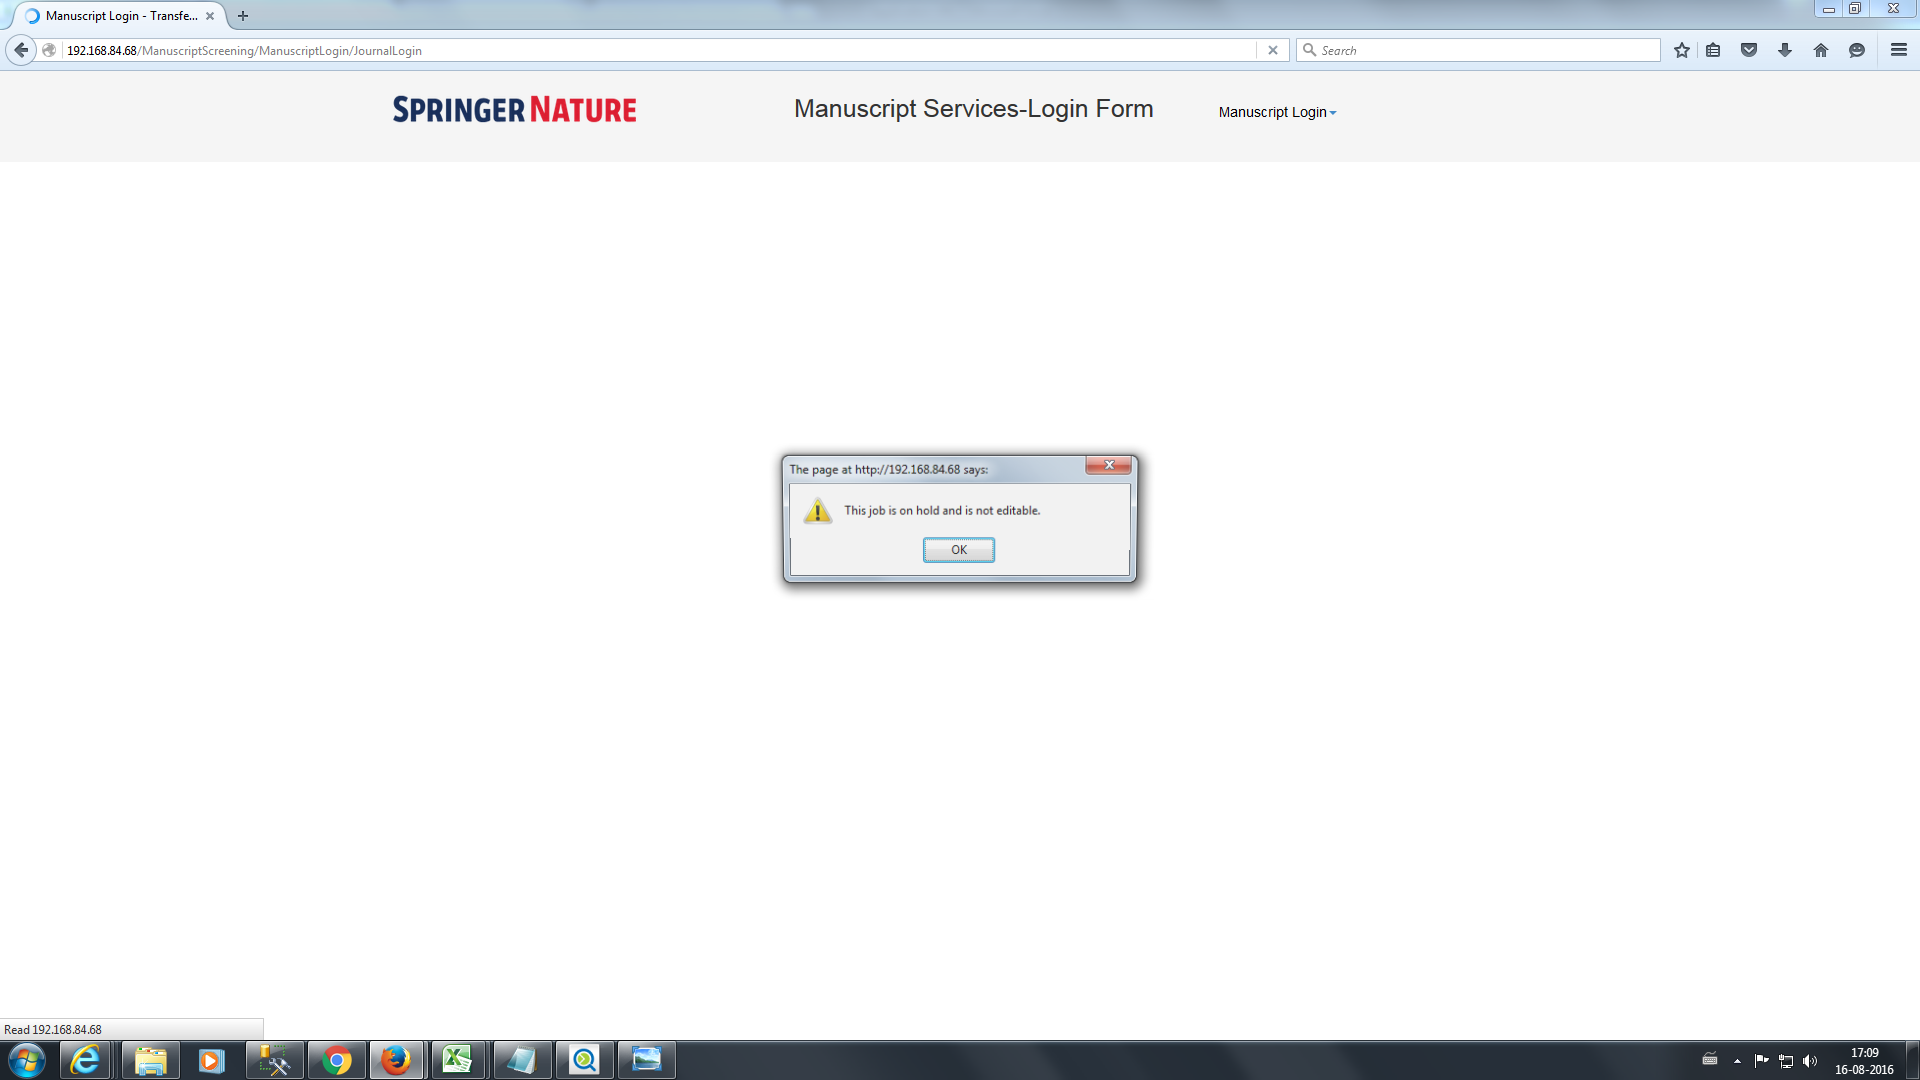 Manuscript Login - Transfe...
192.168.84.68/ManuscriptScreening/ManuscriptLogin/JournalLogin
Search
SPRINGER NATURE
Manuscript Services-Login Form
Manuscript Login
The page at http://192.168.84.68 says:
This job is on hold and is not editable.
OK
Read 192.168.84.68
17:09
16-08-2016